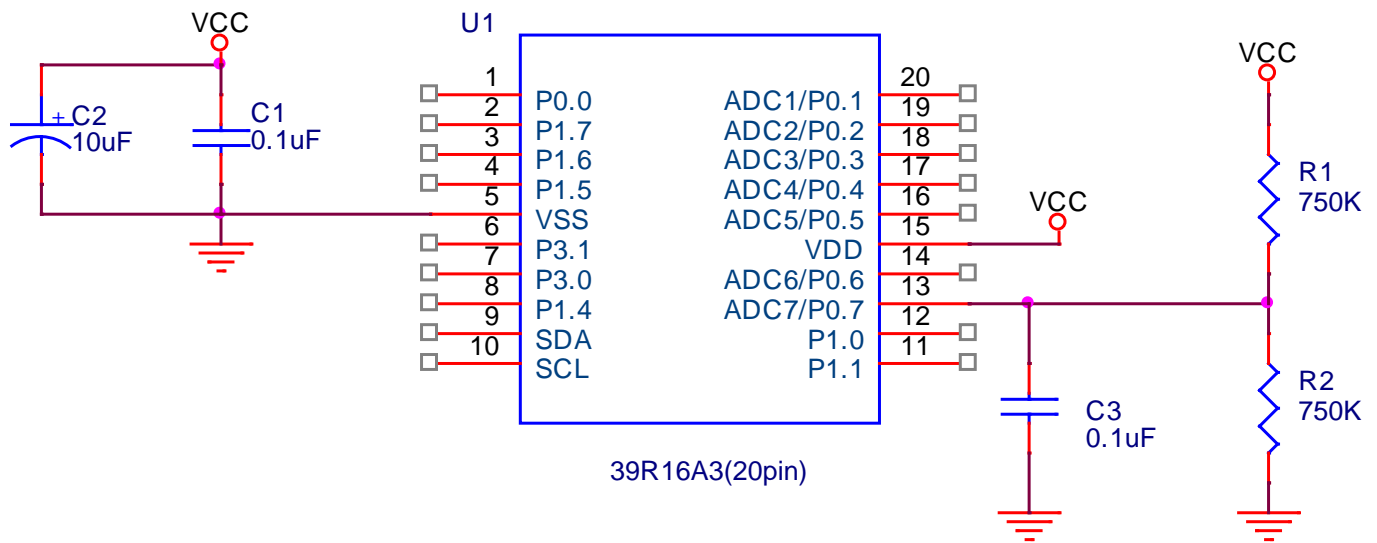 VCC
+ C2
10uF
C1
0.1uF
U1
1
2
3
4
5
6
7
8
9
10
P0.0
P1.7
P1.6
P1.5
VSS
P3.1
P3.0
P1.4
SDA
SCL
ADC1/P0.1
ADC2/P0.2
ADC3/P0.3
ADC4/P0.4
ADC5/P0.5
VDD
ADC6/P0.6
ADC7/P0.7
P1.0
P1.1
20
19
18
17
16
15
14
13
12
11
39R16A3(20pin)
VCC
C3
0.1uF
VCC
R1
750K
R2
750K